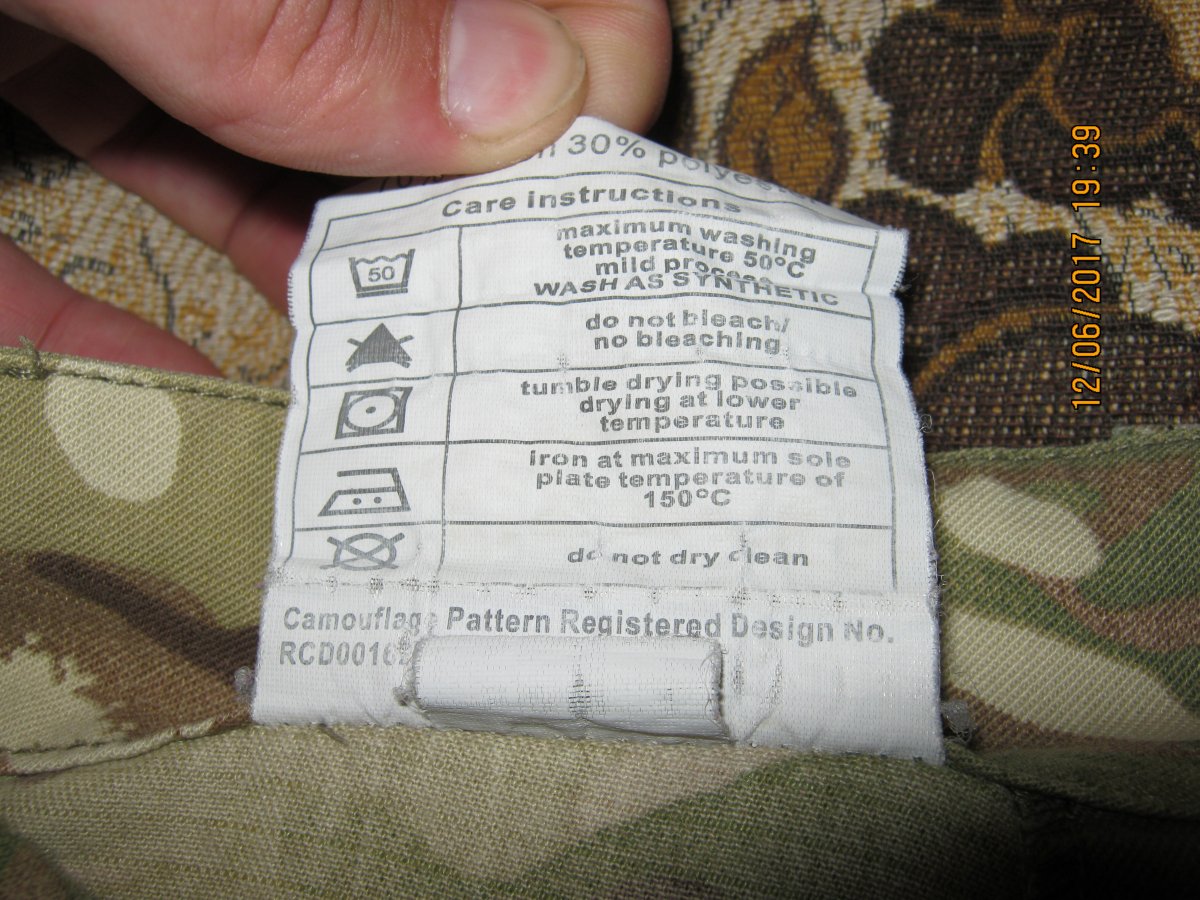 30%
Care instructions
50
maximum washing
temperature 50°C
mild process
WASH AS SYNTHETIC
do not bleach/
no bleaching
tumble drying possible
drying at lower
temperature
iron at maximum sole
plate temperature of
150°C
do not dry clean
Camouflage Pattern Registered Design No.
12/06/2017 19:39